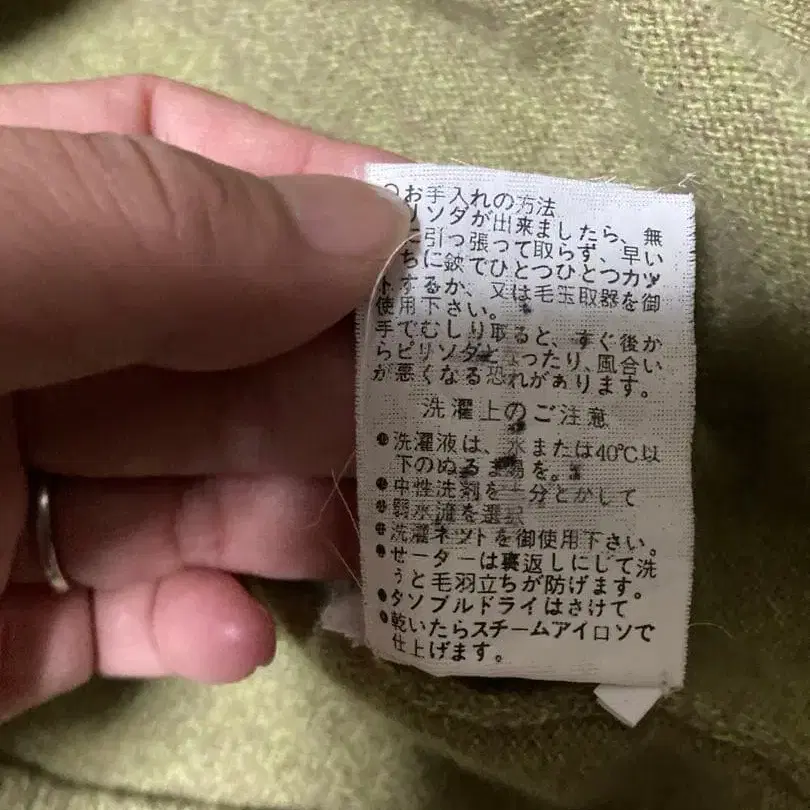 お手入れの方法
リソダが出来ましたら、無
に引っ張って取らず、早い
ちに鋏でひとつひとつカッ
トするか、又は毛玉取器を御
使用下さい。
手でむしり取ると、すぐ後か
らピリソダとなったり、風合い
が悪くなる恐れがあります。
洗濯上のご注意
●洗濯液は、水または40℃以
下のぬるま湯を。
●中性洗剤を十分とかして
●弱水流を選択
●洗濯ネットを御使用下さい。
●セーターは裏返しにして洗
うと毛羽立ちが防げます。
●タソブルドライはさけて
●乾いたらスチームアイロソで
仕上げます。